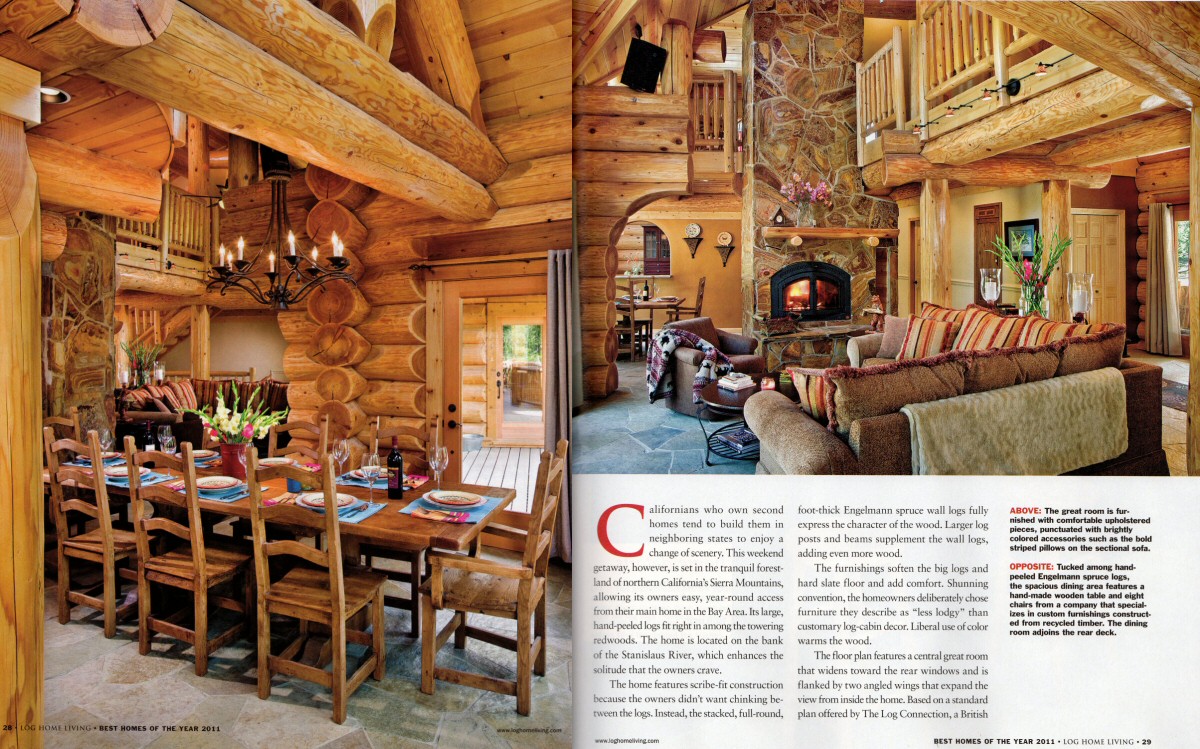 Californians who own second
homes tend to build them in
neighboring states to enjoy a
change of scenery. This weekend
getaway, however, is set in the tranquil forest-
land of northern California's Sierra Mountains,
allowing its owners easy, year-round access
from their main home in the Bay Area. Its large,
hand-peeled logs fit right in among the towering
redwoods. The home is located on the bank
of the Stanislaus River, which enhances the
solitude that the owners crave.
The home features scribe-fit construction
because the owners didn't want chinking be-
tween the logs. Instead, the stacked, full-round,
foot-thick Engelmann spruce wall logs fully
express the character of the wood. Larger log
posts and beams supplement the wall logs,
adding even more wood.
The furnishings soften the big logs and
hard slate floor and add comfort. Shunning
convention, the homeowners deliberately chose
furniture they describe as “less lodgy” than
customary log-cabin decor. Liberal use of color
warms the wood.
The floor plan features a central great room
that widens toward the rear windows and is
flanked by two angled wings that expand the
view from inside the home. Based on a standard
plan offered by The Log Connection, a British
ABOVE: The great room is fur-
nished with comfortable upholstered
pieces, punctuated with brightly
colored accessories such as the bold
striped pillows on the sectional sofa.
OPPOSITE: Tucked among hand-
peeled Engelmann spruce logs,
the spacious dining area features a
hand-made wooden table and eight
chairs from a company that special-
izes in custom furnishings construct-
ed from recycled timber. The dining
room adjoins the rear deck.
28 • LOG HOME LIVING • BEST HOMES OF THE YEAR 2011
www.loghomeliving.com
www.loghomeliving.com
BEST HOMES OF THE YEAR 2011 • LOG HOME LIVING • 29